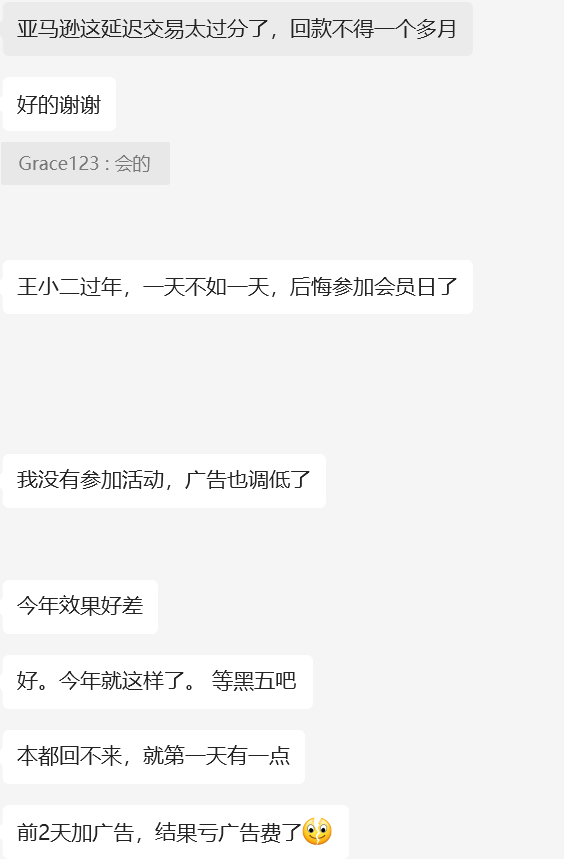 亚马逊这延迟交易太过分了，回款不得一个多月
好的谢谢
Grace123 : 会的
王小二过年，一天不如一天，后悔参加会员日了
我没有参加活动，广告也调低了
今年效果好差
好。今年就这样了。 等黑五吧
本都回不来，就第一天有一点
前2天加广告，结果亏广告费了